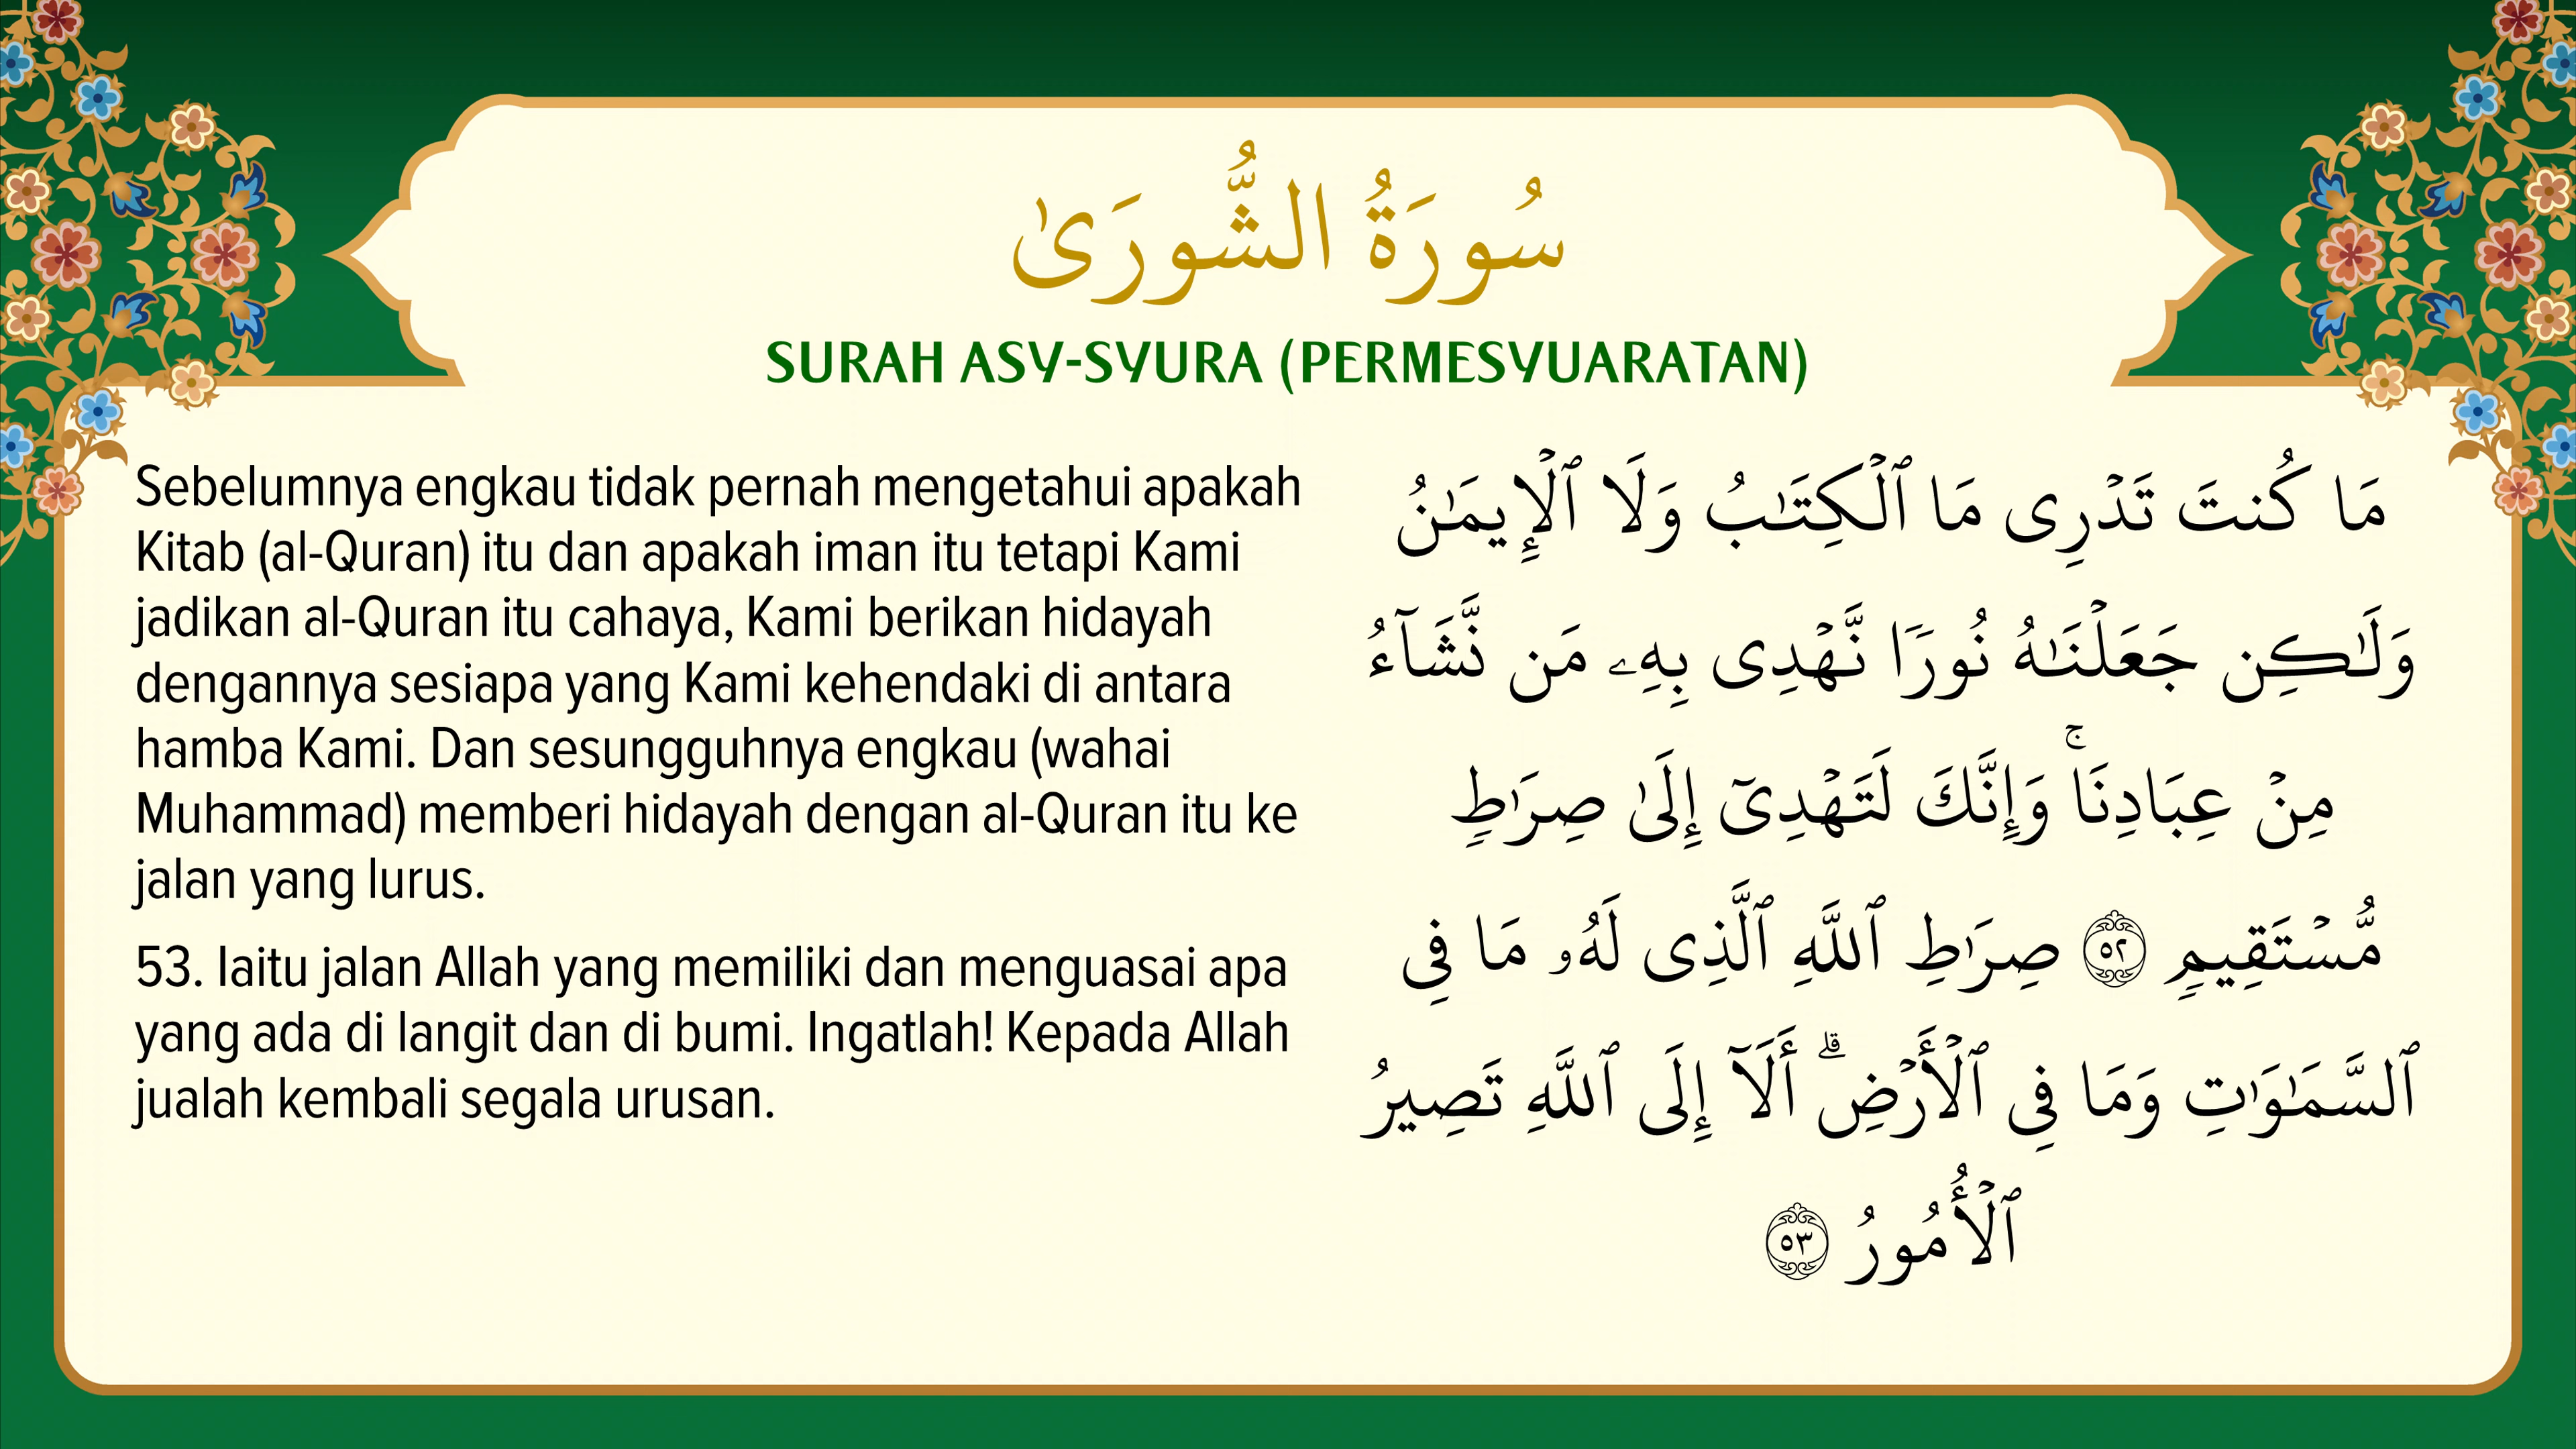 سُورَةُ الشُّورَىٰ
SURAH ASY-SYURA (PERMESYUARATAN)
Sebelumnya engkau tidak pernah mengetahui apakah
Kitab (al-Quran) itu dan apakah iman itu tetapi Kami
jadikan al-Quran itu cahaya, Kami berikan hidayah
dengannya sesiapa yang Kami kehendaki di antara
hamba Kami. Dan sesungguhnya engkau (wahai
Muhammad) memberi hidayah dengan al-Quran itu ke
jalan yang lurus.
53. Iaitu jalan Allah yang memiliki dan menguasai apa
yang ada di langit dan di bumi. Ingatlah! Kepada Allah
jualah kembali segala urusan.
مَا كُنتَ تَدْرِى مَا ٱلْكِتَـٰبُ وَلَا ٱلْإِيمَـٰنُ
وَلَـٰكِن جَعَلْنَـٰهُ نُورًا نَّهْدِى بِهِۦ مَن نَّشَآءُ
مِنْ عِبَادِنَا ۚ وَإِنَّكَ لَتَهْدِىٓ إِلَىٰ صِرَٰطٍ
مُّسْتَقِيمٍ ۝٥٢ صِرَٰطِ ٱللَّهِ ٱلَّذِى لَهُۥ مَا فِى
ٱلسَّمَـٰوَٰتِ وَمَا فِى ٱلْأَرْضِ ۗ أَلَآ إِلَى ٱللَّهِ تَصِيرُ
ٱلْأُمُورُ ۝٥٣